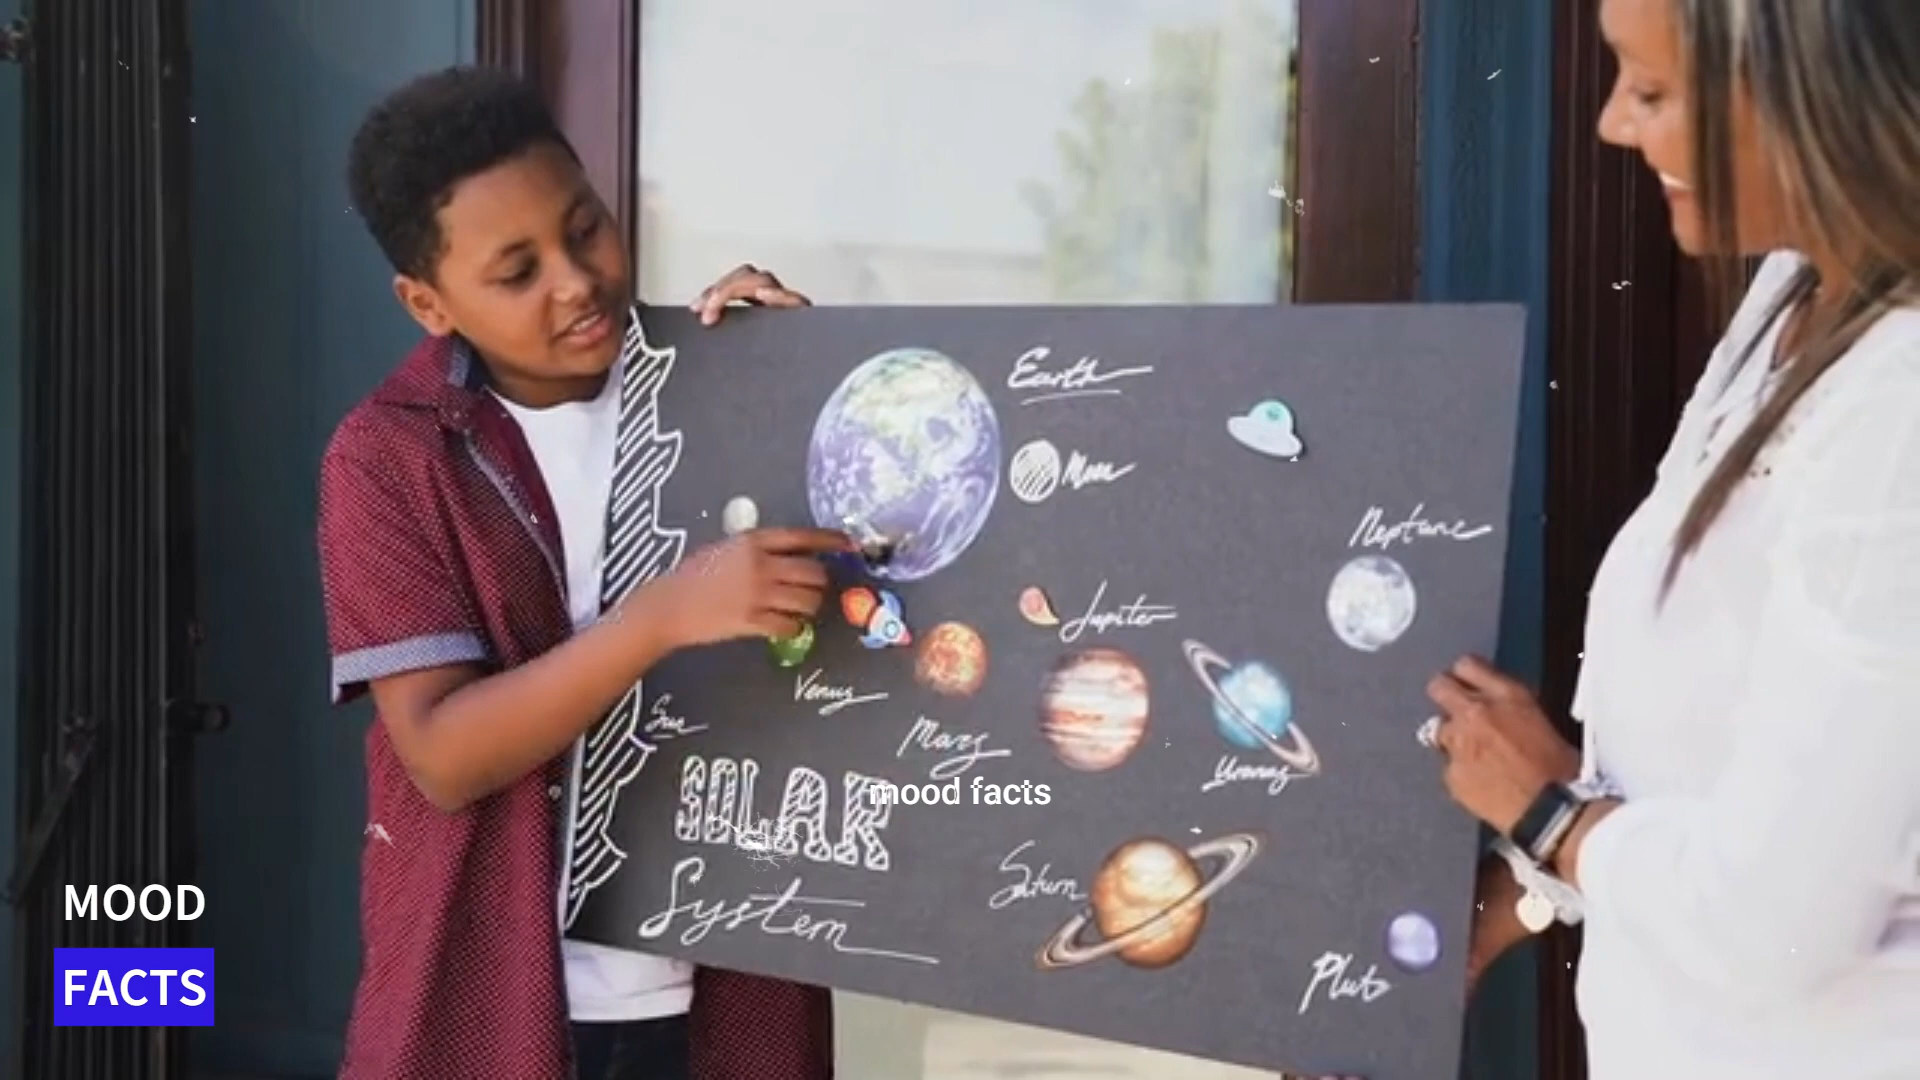 Earth
Moon
Neptune
Jupiter
Venus
Sun
Mars
Uranus
SOLAR
mood facts
System
Saturn
Pluto
MOOD
FACTS